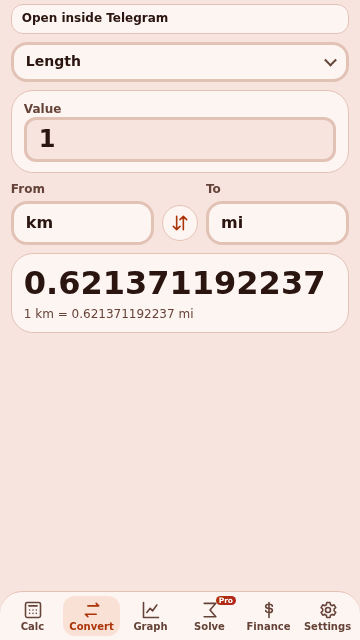 Open inside Telegram
Length
Value
1
From
To
km
mi
0.621371192237
1 km = 0.621371192237 mi
Pro
Calc
Convert
Graph
Solve
Finance
Settings